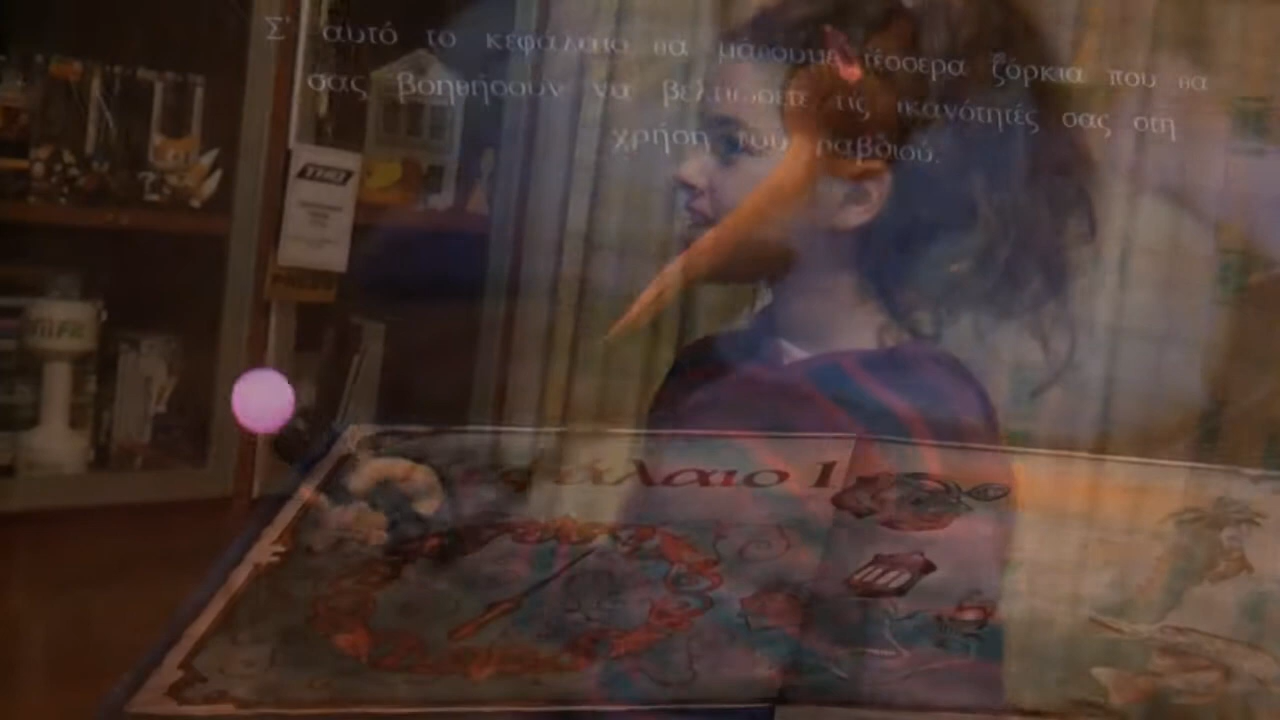 Σ' αυτό το κεφάλαιο θα μάθουμε τέσσερα ξόρκια που θα
σας βοηθήσουν να βελτιώσετε τις ικανότητές σας στη
χρήση του ραβδιού.
THQ
Κεφάλαιο 1